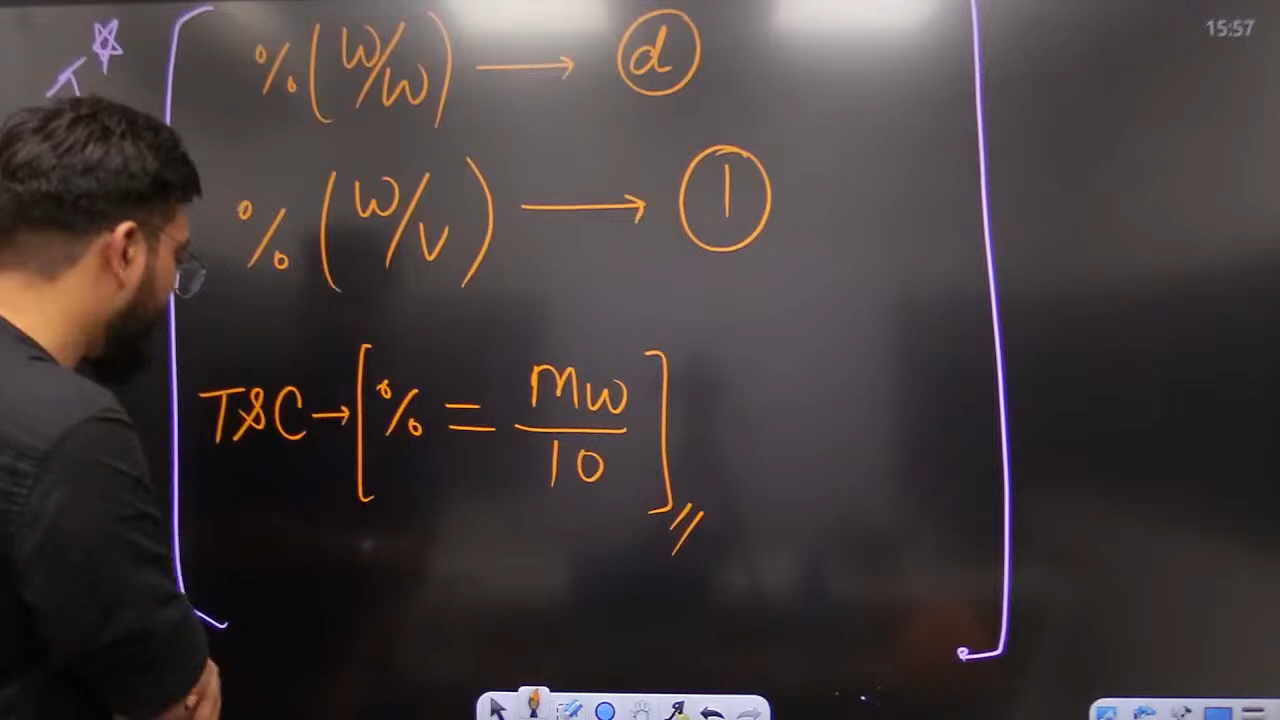 15:57
% (W/W) → d
% (W/V) → 1
TSC → [% = MW/10]